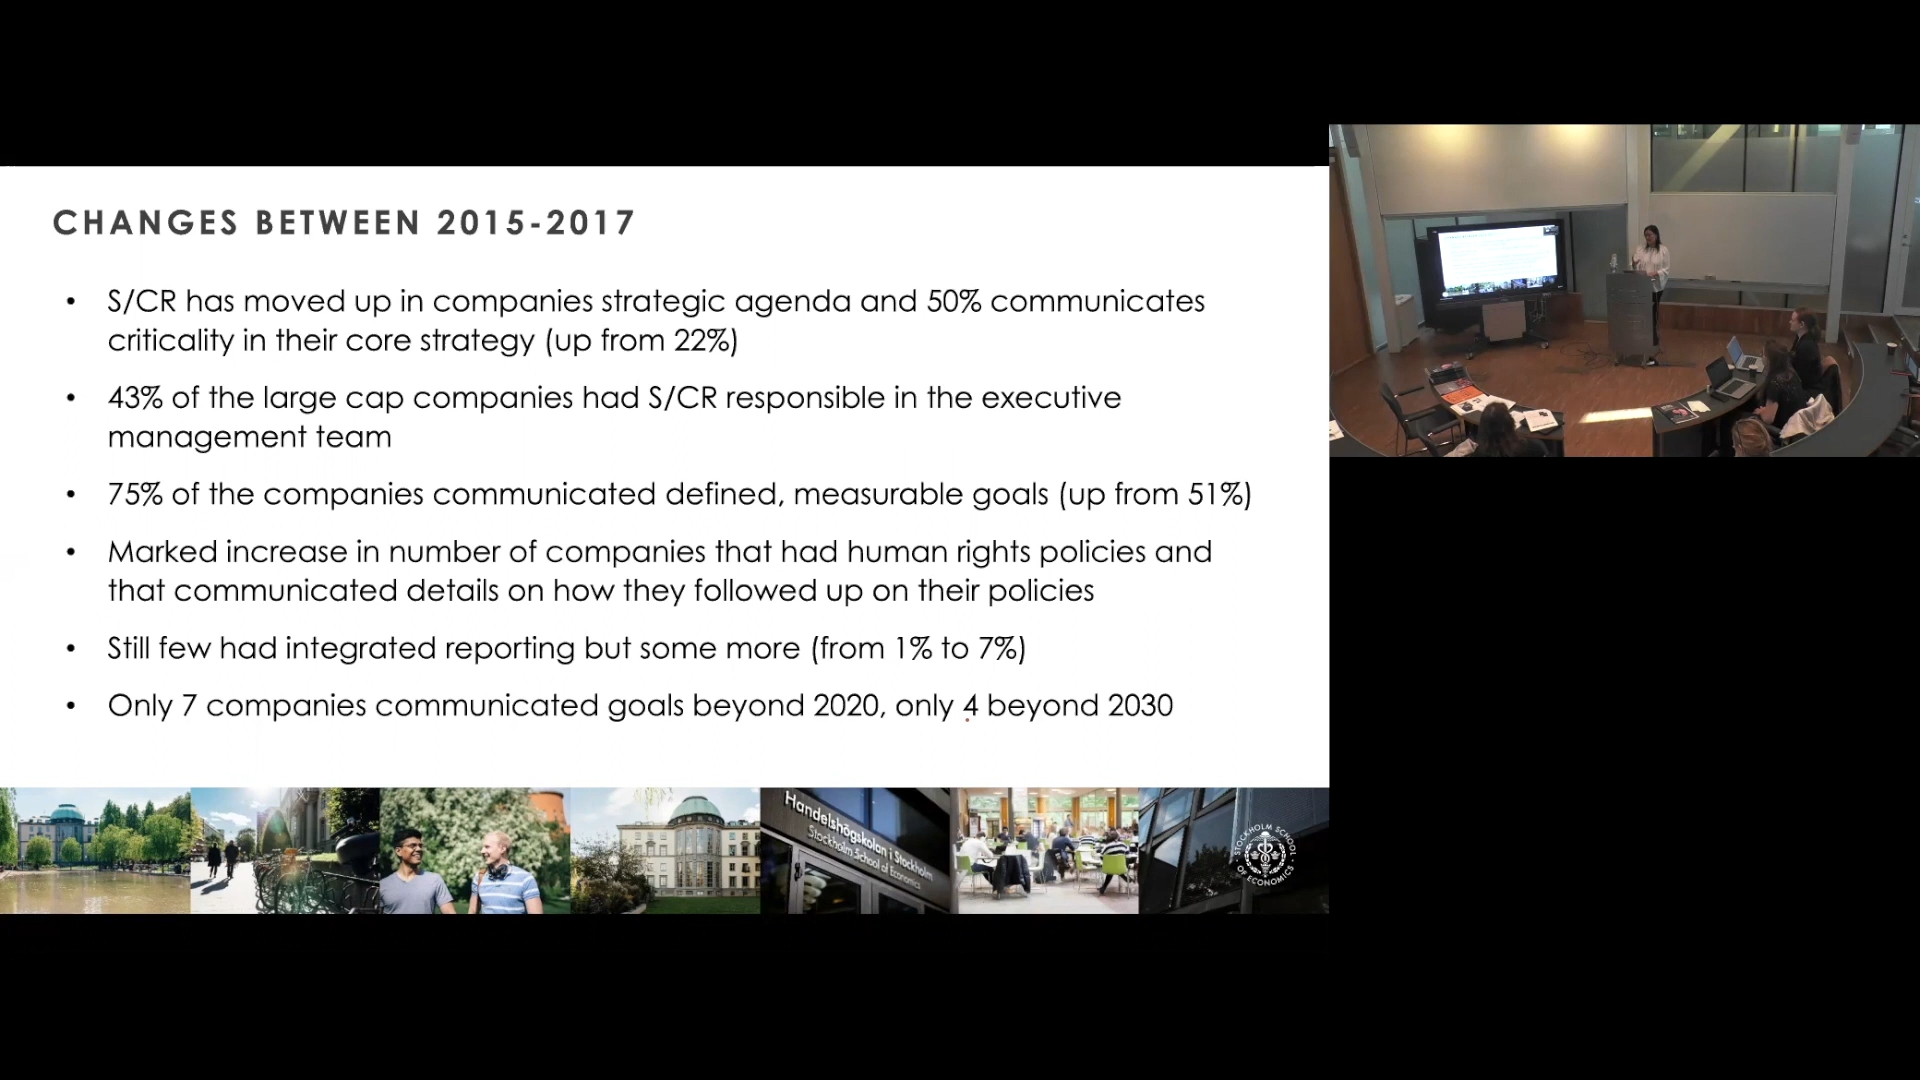 CHANGES BETWEEN 2015-2017
• S/CR has moved up in companies strategic agenda and 50% communicates
criticality in their core strategy (up from 22%)
• 43% of the large cap companies had S/CR responsible in the executive
management team
• 75% of the companies communicated defined, measurable goals (up from 51%)
• Marked increase in number of companies that had human rights policies and
that communicated details on how they followed up on their policies
• Still few had integrated reporting but some more (from 1% to 7%)
• Only 7 companies communicated goals beyond 2020, only 4 beyond 2030
Handelshögskolan i Stockholm
Stockholm School of Economics
STOCKHOLM SCHOOL
OF ECONOMICS